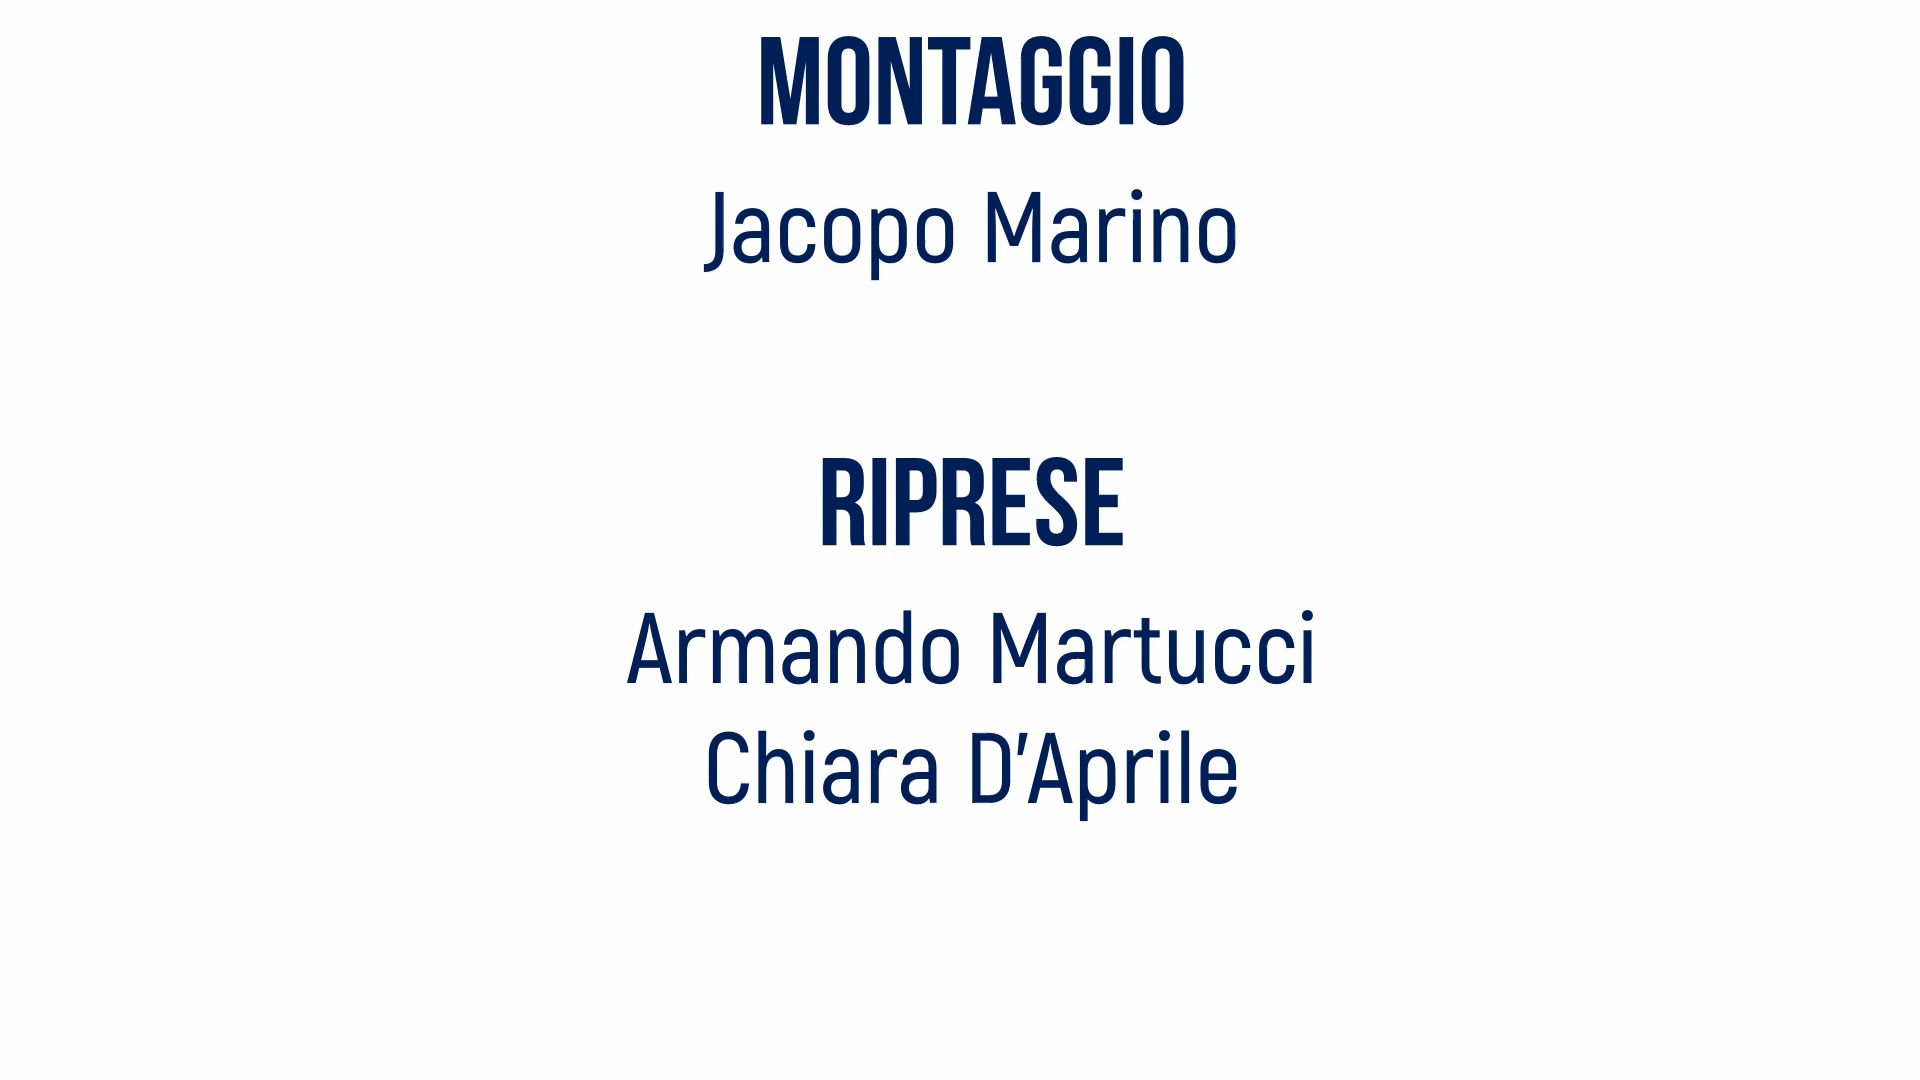 MONTAGGIO
Jacopo Marino
RIPRESE
Armando Martucci
Chiara D'Aprile